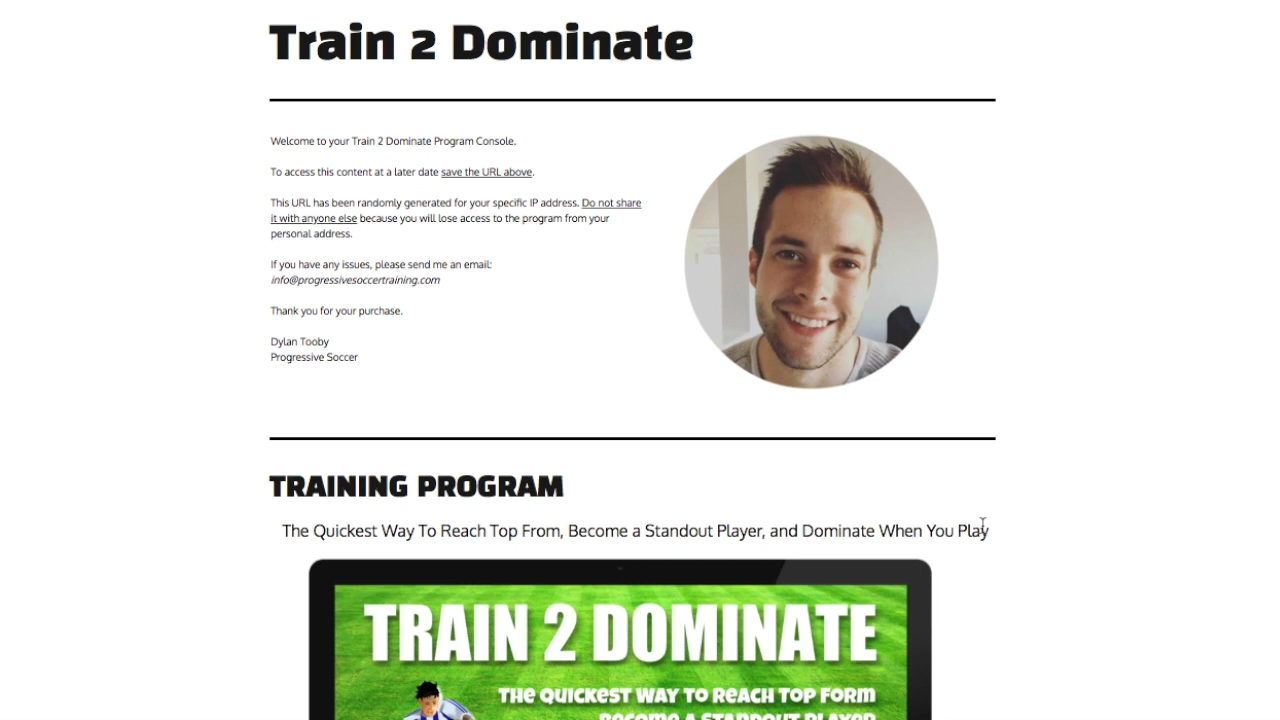 Train 2 Dominate
Welcome to your Train 2 Dominate Program Console.
To access this content at a later date save the URL above.
This URL has been randomly generated for your specific IP address. Do not share
it with anyone else because you will lose access to the program from your
personal address.
If you have any issues, please send me an email:
info@progressivesoccertraining.com
Thank you for your purchase.
Dylan Tooby
Progressive Soccer
TRAINING PROGRAM
The Quickest Way To Reach Top From, Become a Standout Player, and Dominate When You Play
TRAIN 2 DOMINATE
THE QUICKEST WAY TO REACH TOP FORM
BECOME A STANDOUT PLAYER